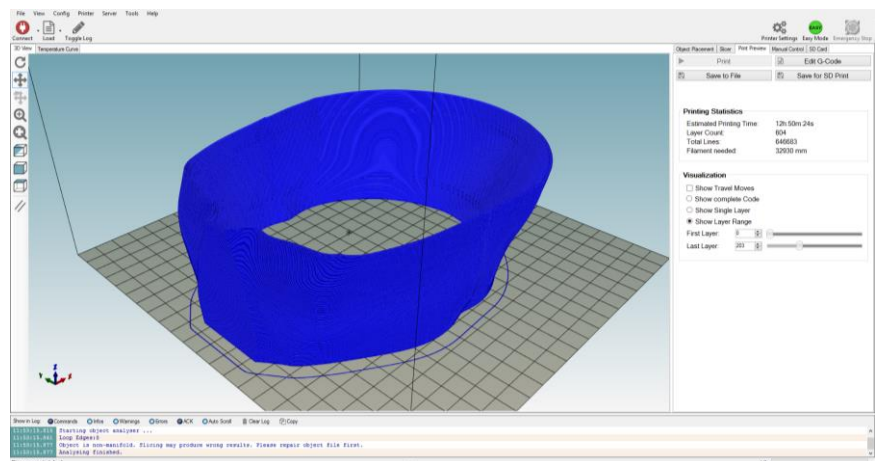 File View Config Printer Server Tools Help
Connect Load Toggle Log Printer Settings Easy Mode Emergency Stop
EASY
3D View Temperature Curve
Object Placement Slicer Print Preview Manual Control SD Card
Print Edit G-Code
Save to File Save for SD Print
Printing Statistics
Estimated Printing Time: 12h:50m:24s
Layer Count: 604
Total Lines: 646683
Filament needed: 32930 mm
Visualization
Show Travel Moves
Show complete Code
Show Single Layer
Show Layer Range
First Layer: 0
Last Layer: 203
Show in Log: Commands Infos Warnings Errors ACK Auto Scroll Clear Log Copy
Starting object analyser ...
Loop Edges:0
Object is non-manifold. Slicing may produce wrong results. Please repair object file first.
Analysing finished.